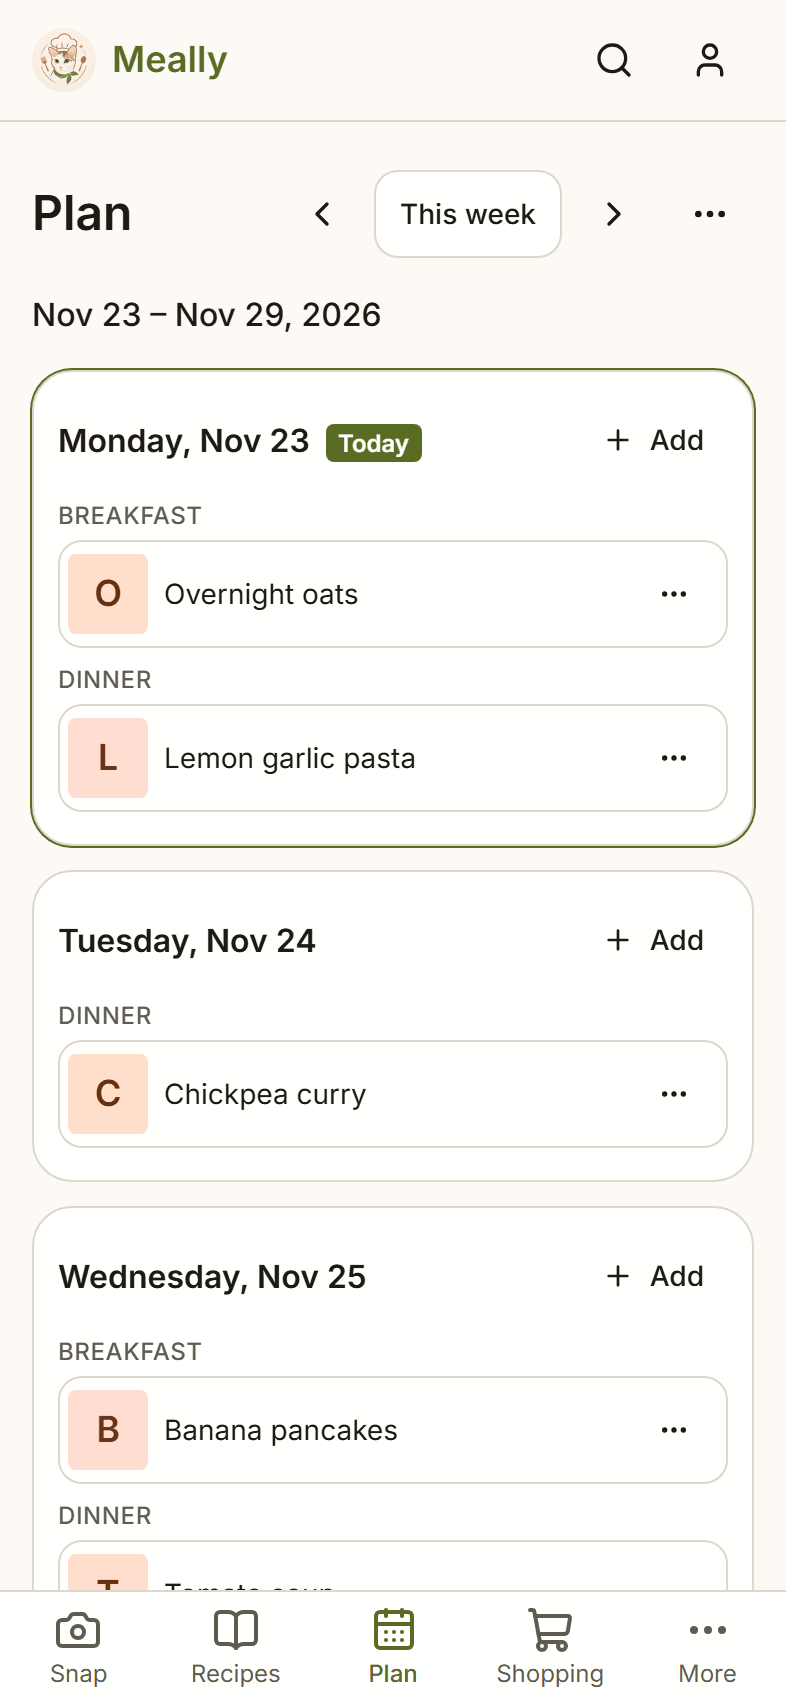 Meally
Plan
This week
Nov 23 – Nov 29, 2026
Monday, Nov 23 Today
Add
BREAKFAST
O Overnight oats
DINNER
L Lemon garlic pasta
Tuesday, Nov 24
Add
DINNER
C Chickpea curry
Wednesday, Nov 25
Add
BREAKFAST
B Banana pancakes
DINNER
T Tomato soup
Snap
Recipes
Plan
Shopping
More